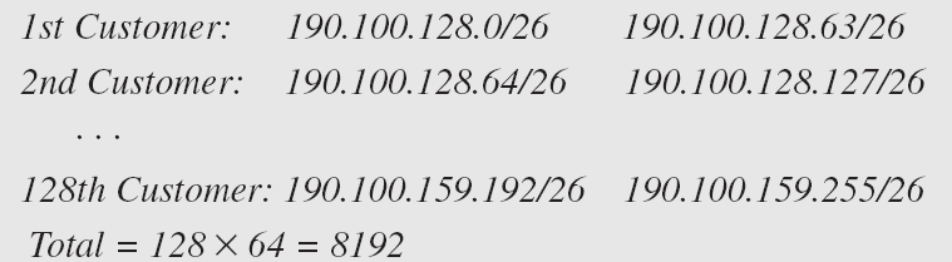 1st Customer: 190.100.128.0/26 190.100.128.63/26
2nd Customer: 190.100.128.64/26 190.100.128.127/26
. . .
128th Customer: 190.100.159.192/26 190.100.159.255/26
Total = 128 × 64 = 8192